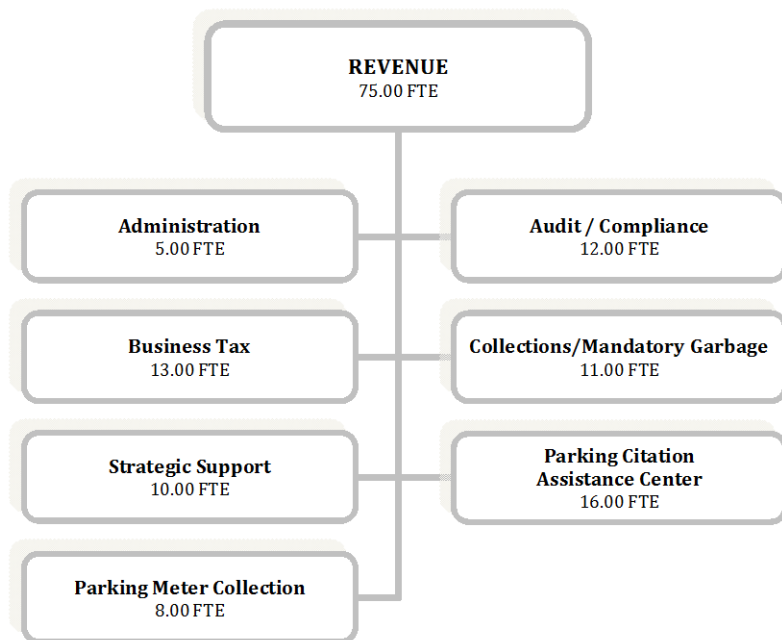 REVENUE
75.00 FTE
Administration
5.00 FTE
Audit / Compliance
12.00 FTE
Business Tax
13.00 FTE
Collections/Mandatory Garbage
11.00 FTE
Strategic Support
10.00 FTE
Parking Citation
Assistance Center
16.00 FTE
Parking Meter Collection
8.00 FTE